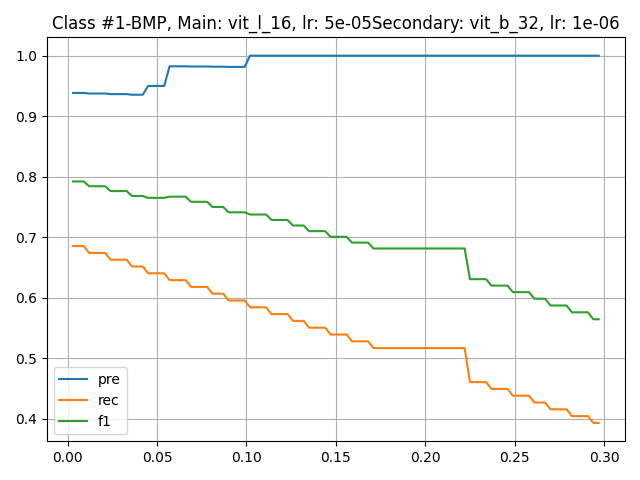 Class #1-BMP, Main: vit_l_16, lr: 5e-05Secondary: vit_b_32, lr: 1e-06
1.0
0.9
0.8
0.7
0.6
0.5
0.4
pre
rec
f1
0.00 0.05 0.10 0.15 0.20 0.25 0.30